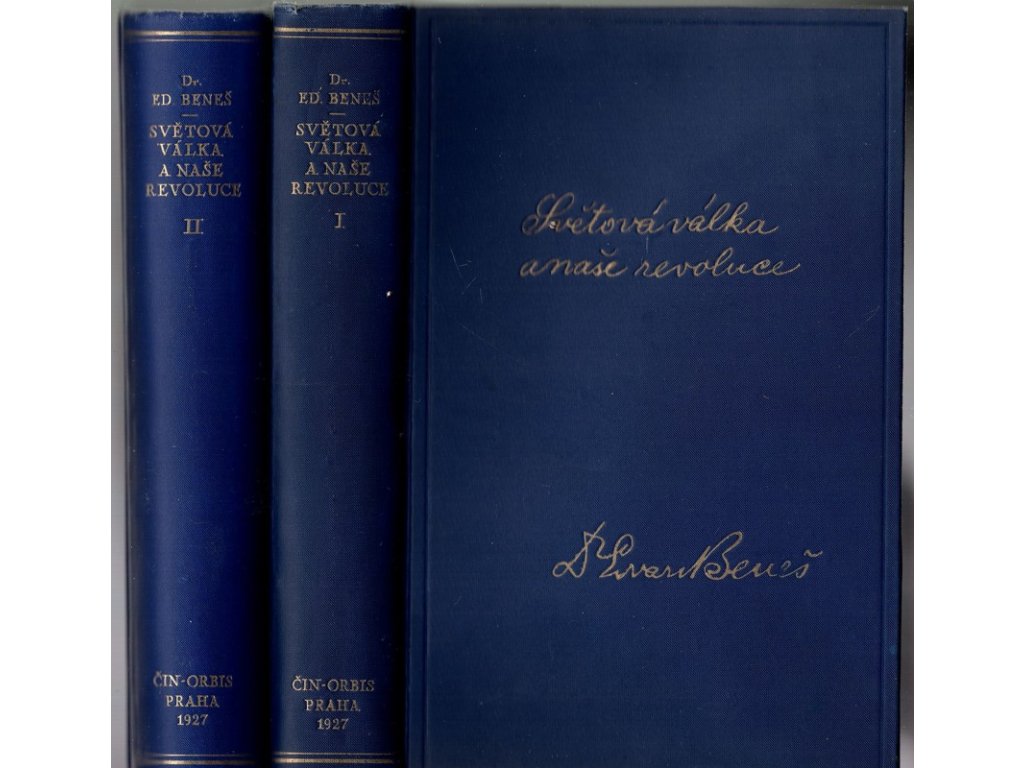 Dr.
ED. BENEŠ
SVĚTOVÁ
VÁLKA
A NAŠE
REVOLUCE
II
ČIN-ORBIS
PRAHA
1927
Dr.
ED. BENEŠ
SVĚTOVÁ
VÁLKA
A NAŠE
REVOLUCE
I
ČIN-ORBIS
PRAHA
1927
Světová válka
a naše revoluce
Dr Edvard Beneš